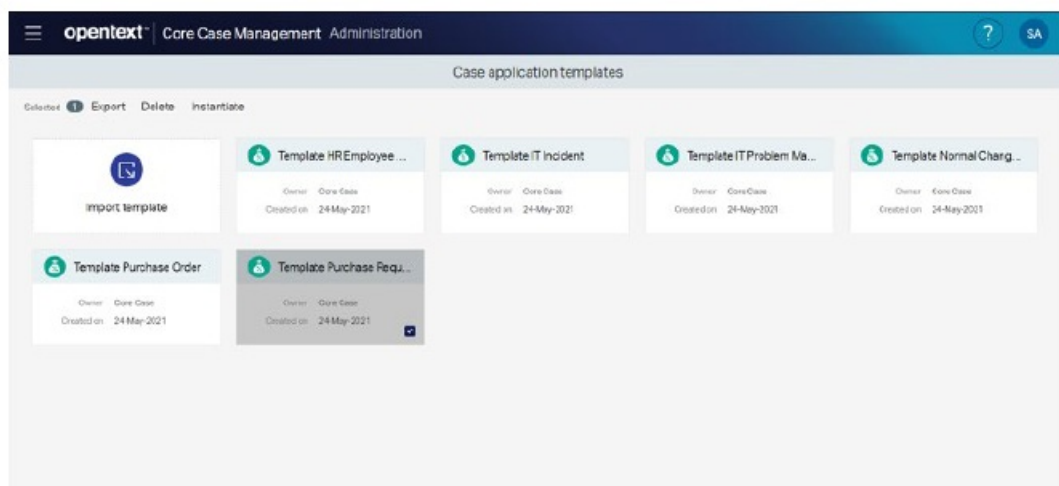 opentext™ Core Case Management Administration ? SA
Case application templates
Selected 1 Export Delete Instantiate
Import template
Template HR Employee ...
Owner Core Case
Created on 24-May-2021
Template IT Incident
Owner Core Case
Created on 24-May-2021
Template IT Problem Ma...
Owner Core Case
Created on 24-May-2021
Template Normal Chang...
Owner Core Case
Created on 24-May-2021
Template Purchase Order
Owner Core Case
Created on 24-May-2021
Template Purchase Requ...
Owner Core Case
Created on 24-May-2021